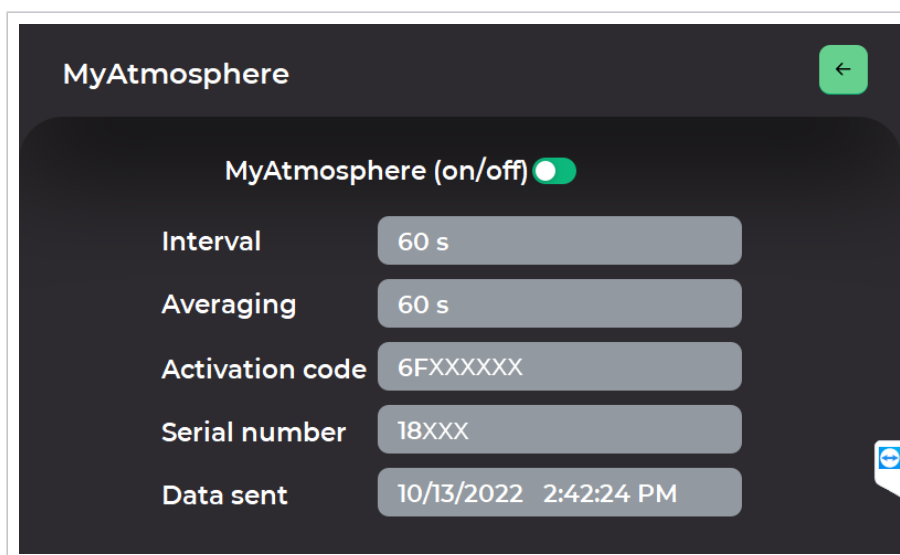 MyAtmosphere
MyAtmosphere (on/off)
Interval 60 s
Averaging 60 s
Activation code 6FXXXXXX
Serial number 18XXX
Data sent 10/13/2022 2:42:24 PM